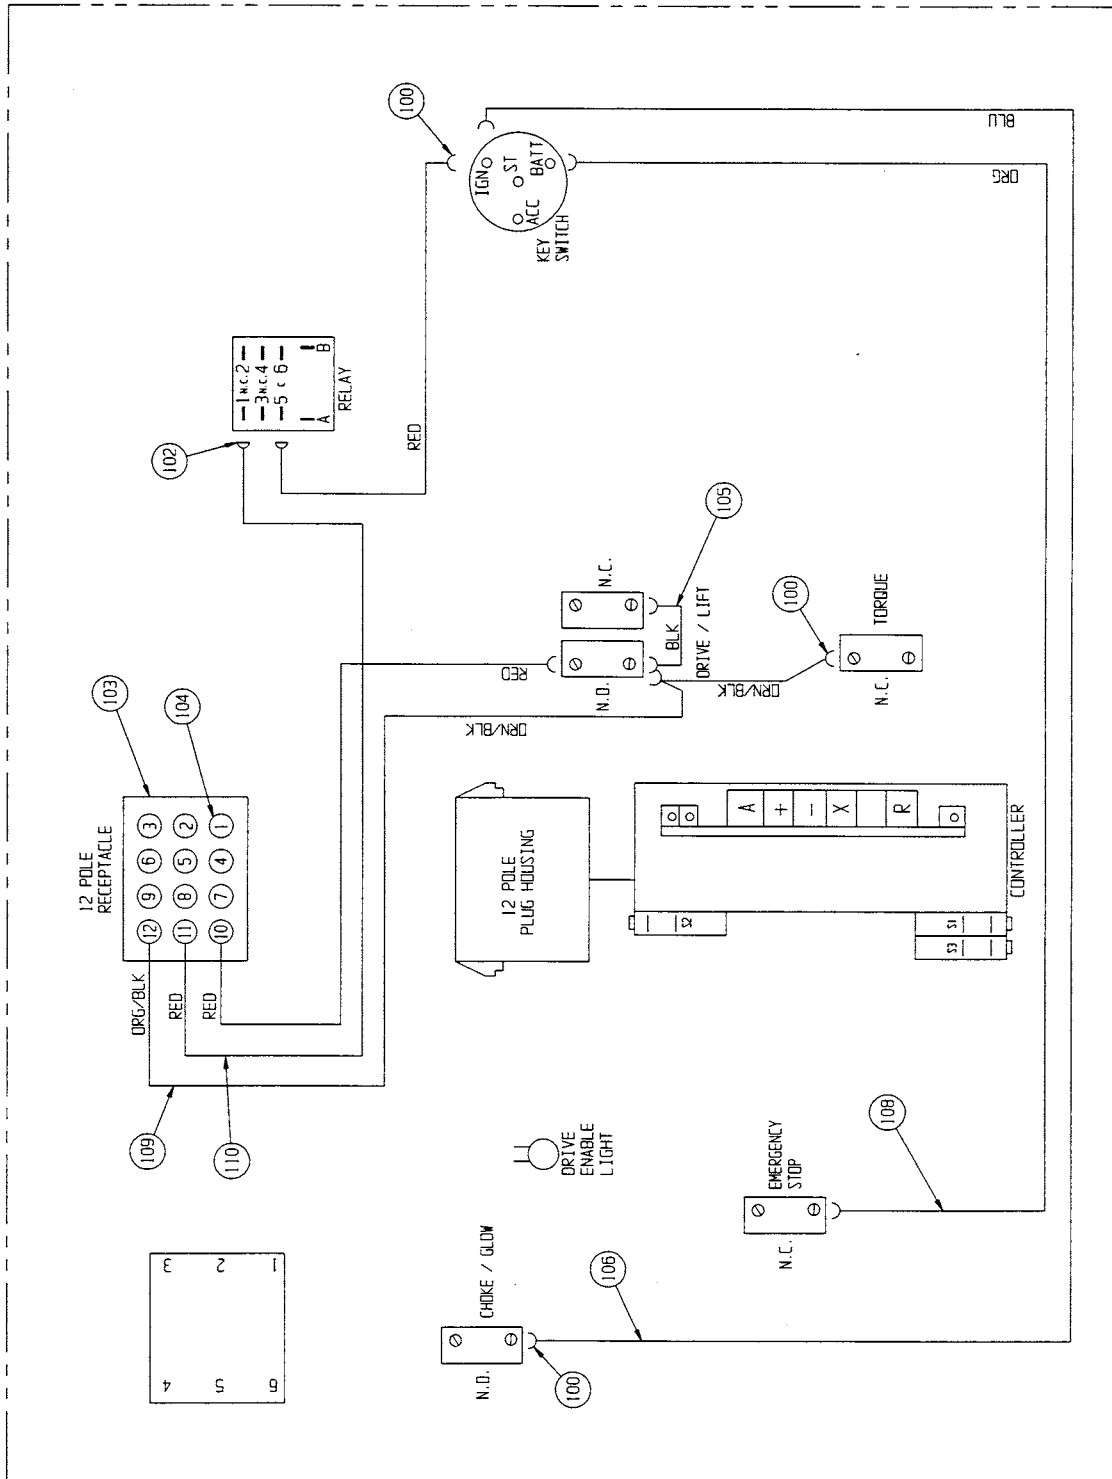 4 3
5 2
6 1
12 POLE
RECEPTACLE
12 9 6 3
11 8 5 2
10 7 4 1
103
104
ORG/BLK
RED
RED
109
110
102
1 N.C. 2
3 N.C. 4
5 C 6
A B
RELAY
RED
100
IGN
ST
ACC
BATT
KEY
SWITCH
BLU
ORG
N.O.
CHOKE / GLOW
100
106
DRIVE
ENABLE
LIGHT
12 POLE
PLUG HOUSING
ORN/BLK
RED
N.O.
N.C.
BLK
105
DRIVE / LIFT
ORN/BLK
100
N.C.
TORQUE
S2
S3
S1
A
+
-
X
R
CONTROLLER
EMERGENCY
STOP
N.C.
108